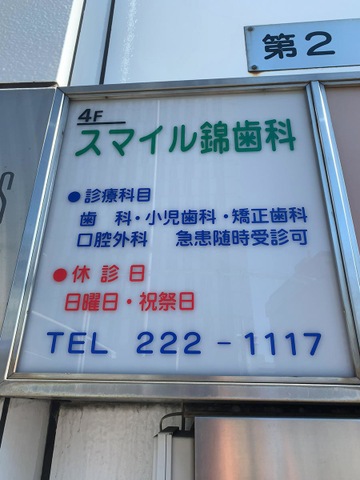 第2
4F
スマイル錦歯科
●診療科目
歯 科・小児歯科・矯正歯科
口腔外科 急患随時受診可
●休診日
日曜日・祝祭日
TEL 222-1117